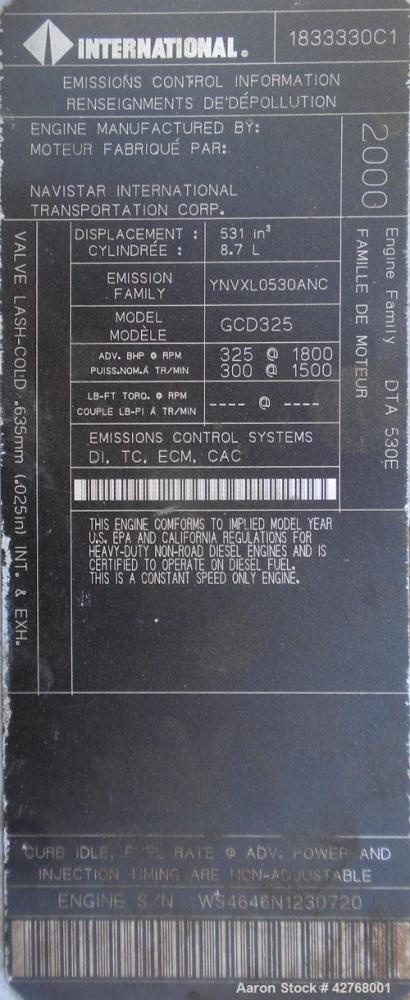 INTERNATIONAL®
1833330C1
EMISSIONS CONTROL INFORMATION
RENSEIGNMENTS DE'DÉPOLLUTION
ENGINE MANUFACTURED BY:
MOTEUR FABRIQUÉ PAR:
NAVISTAR INTERNATIONAL
TRANSPORTATION CORP.
2000
VALVE LASH-COLD .635mm (.025in) INT. & EXH.
DISPLACEMENT : 531 in³
CYLINDRÉE : 8.7 L
EMISSION FAMILY YNVXL0530ANC
MODEL
MODÈLE GCD325
ADV. BHP @ RPM 325 @ 1800
PUISS.NOM.À TR/MIN 300 @ 1500
LB-FT TORQ. @ RPM
COUPLE LB-PI À TR/MIN ---- @ ----
EMISSIONS CONTROL SYSTEMS
DI, TC, ECM, CAC
Engine Family DTA 530E
FAMILLE DE MOTEUR
THIS ENGINE COMFORMS TO IMPLIED MODEL YEAR
U.S. EPA AND CALIFORNIA REGULATIONS FOR
HEAVY-DUTY NON-ROAD DIESEL ENGINES AND IS
CERTIFIED TO OPERATE ON DIESEL FUEL.
THIS IS A CONSTANT SPEED ONLY ENGINE.
CURB IDLE, FUEL RATE @ ADV. POWER AND
INJECTION TIMING ARE NON-ADJUSTABLE
ENGINE S/N WS4646N1230720
Aaron Stock # 42768001